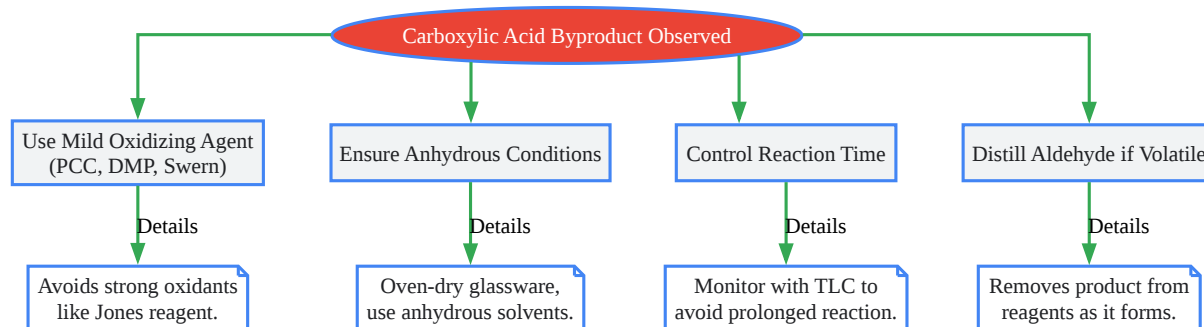 Carboxylic Acid Byproduct Observed
Use Mild Oxidizing Agent
(PCC, DMP, Swern)
Ensure Anhydrous Conditions
Control Reaction Time
Distill Aldehyde if Volatile
Details
Details
Details
Details
Avoids strong oxidants
like Jones reagent.
Oven-dry glassware,
use anhydrous solvents.
Monitor with TLC to
avoid prolonged reaction.
Removes product from
reagents as it forms.